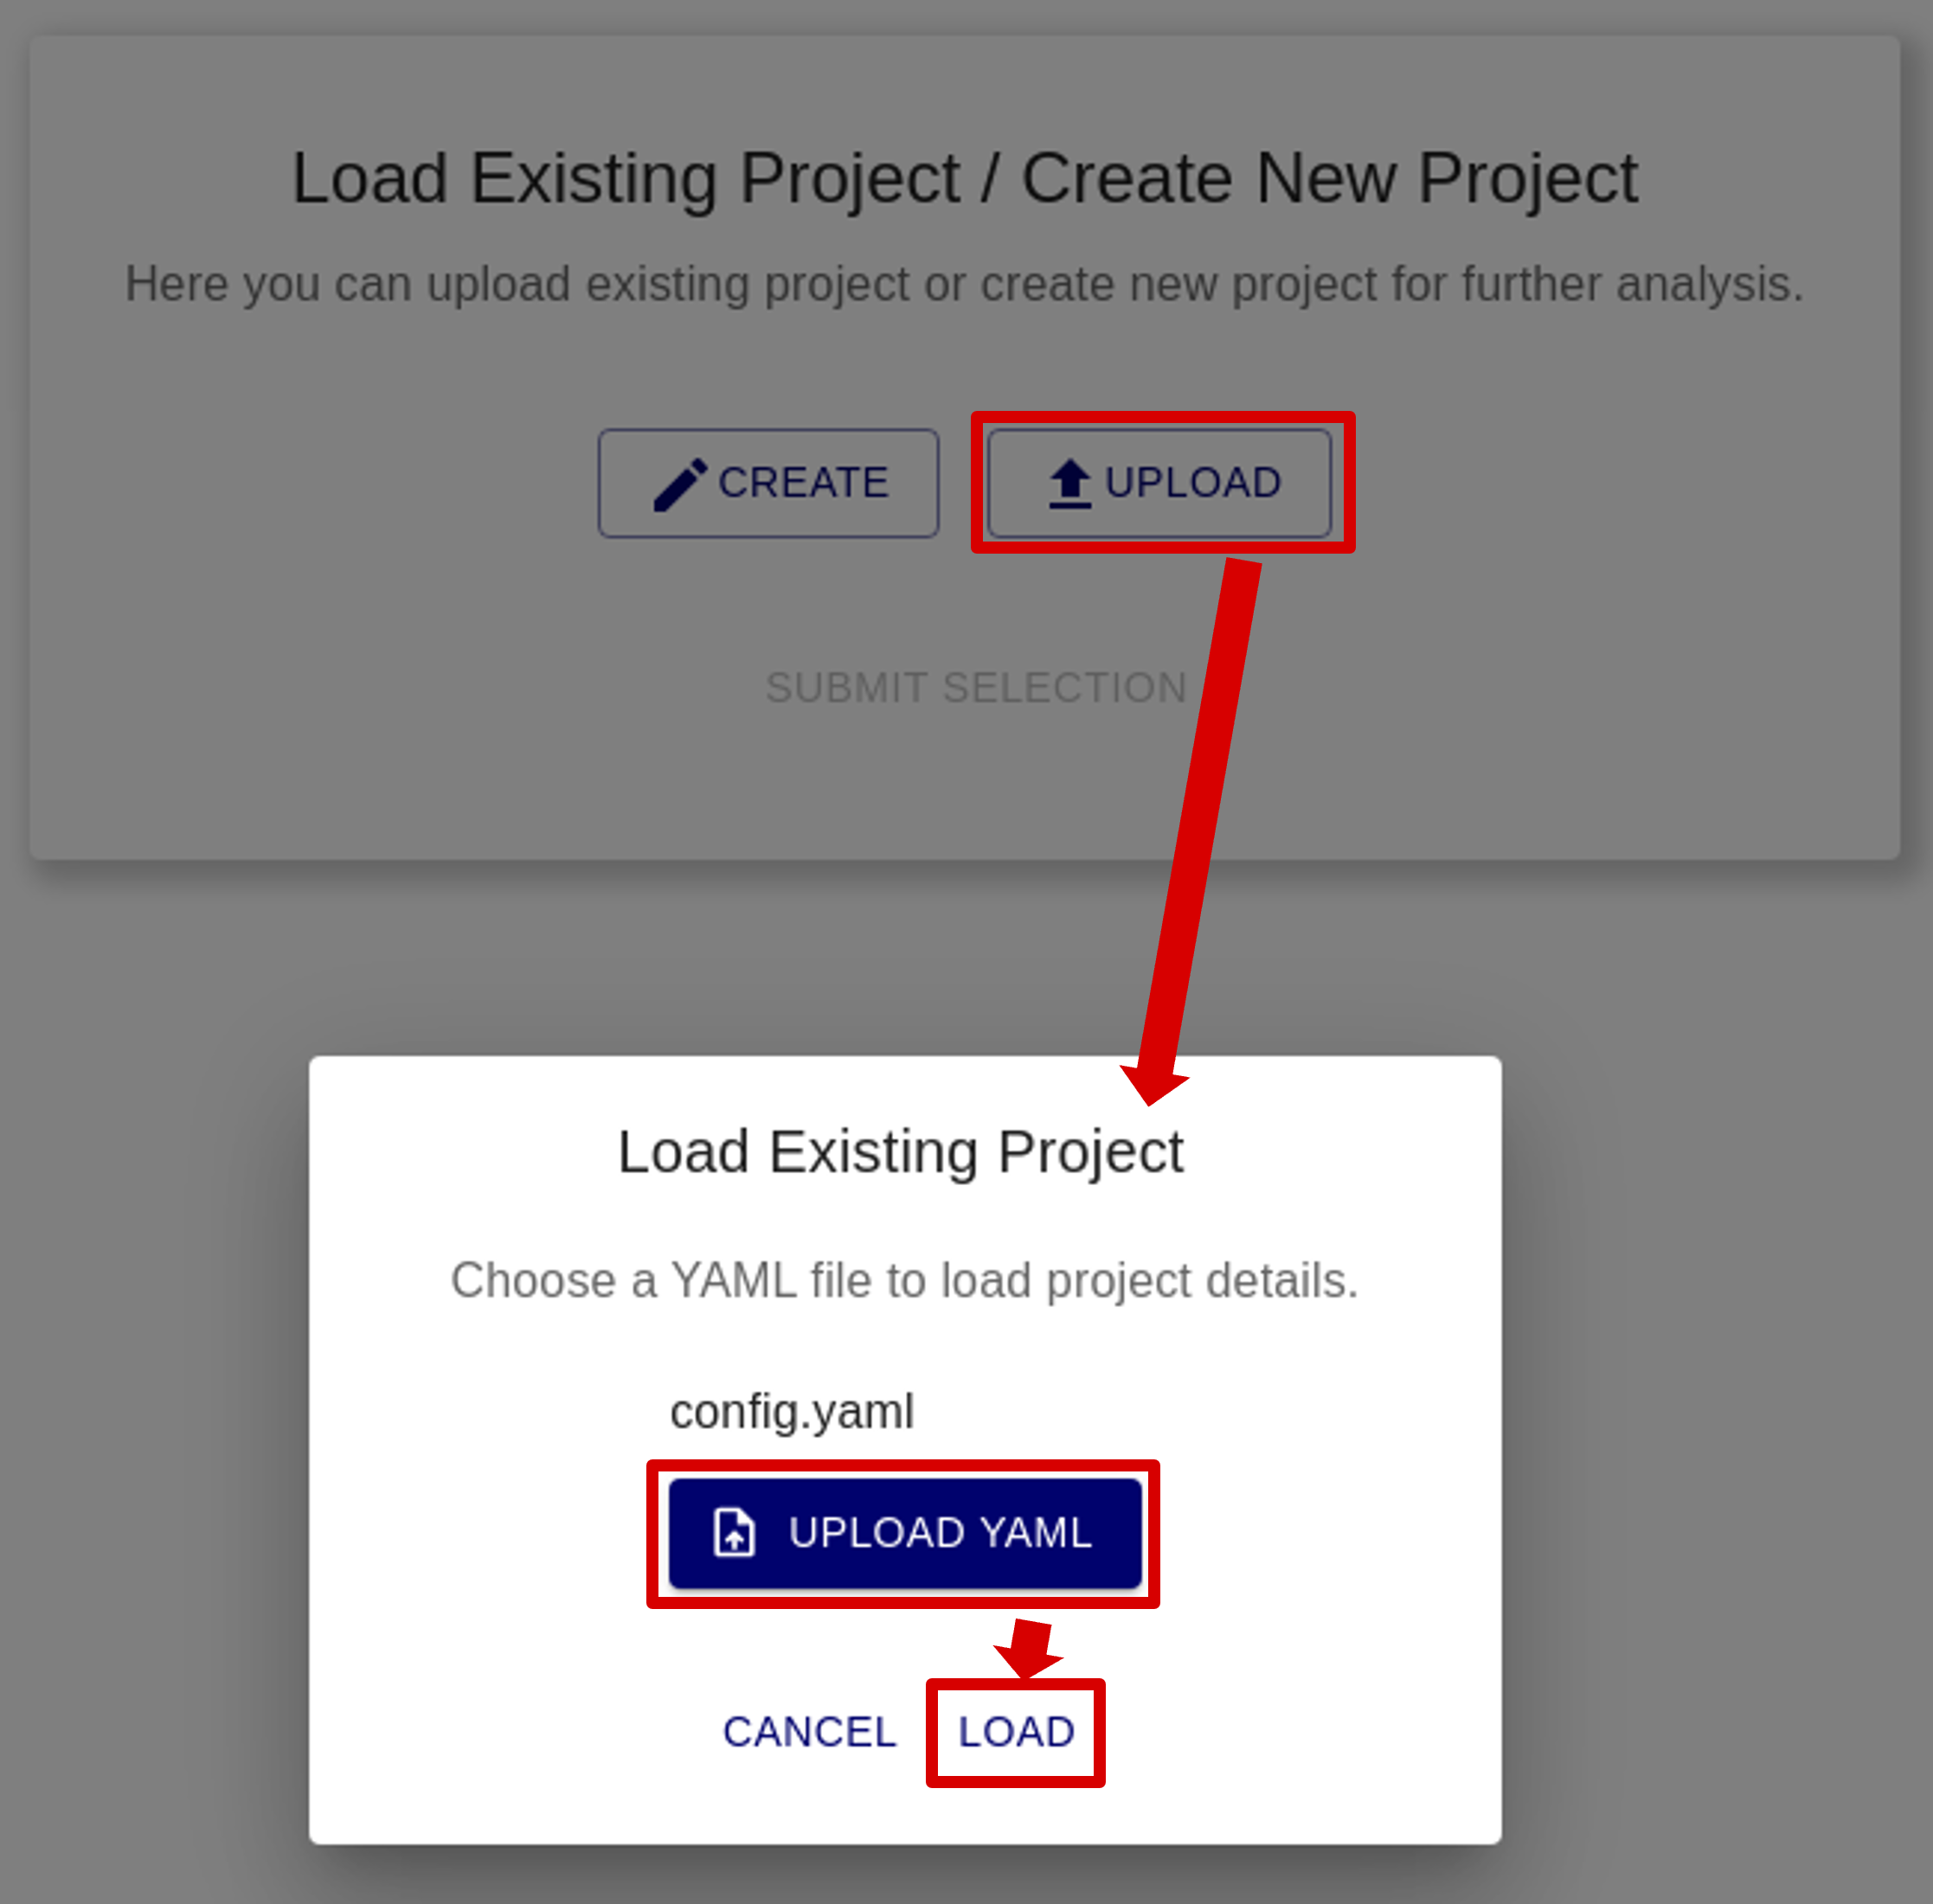 Load Existing Project / Create New Project
Here you can upload existing project or create new project for further analysis.
CREATE UPLOAD
SUBMIT SELECTION
Load Existing Project
Choose a YAML file to load project details.
config.yaml
UPLOAD YAML
CANCEL LOAD